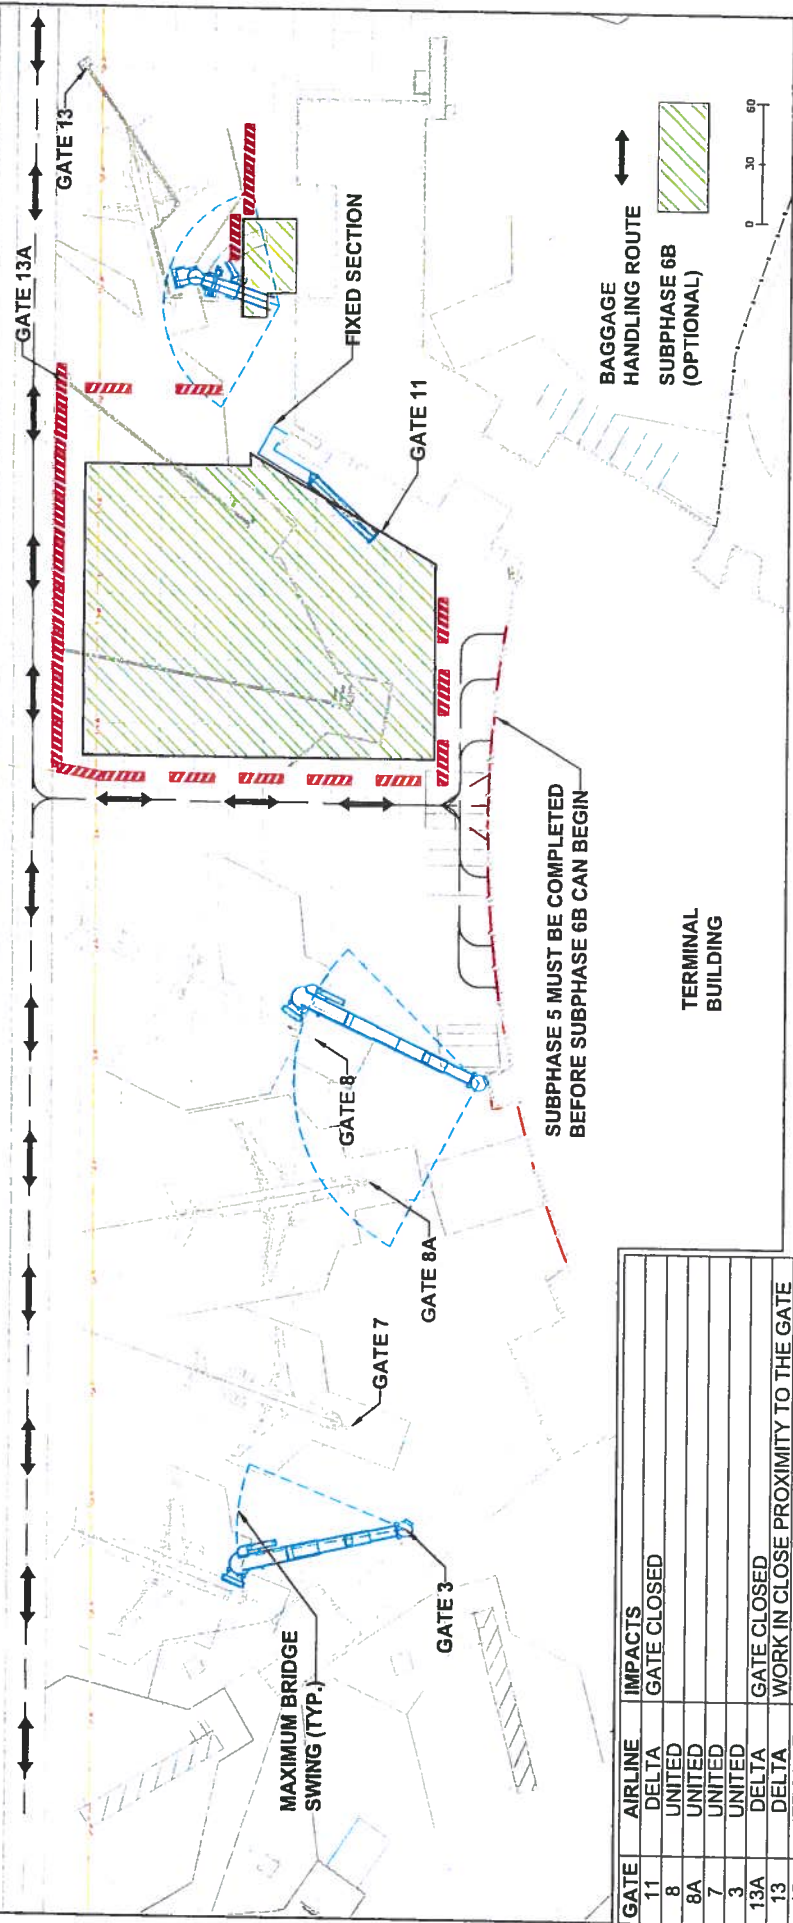 GATE 13
GATE 13A
FIXED SECTION
GATE 11
BAGGAGE
HANDLING ROUTE
SUBPHASE 6B
(OPTIONAL)
0 30 60
SUBPHASE 5 MUST BE COMPLETED
BEFORE SUBPHASE 6B CAN BEGIN
TERMINAL
BUILDING
GATE 8
GATE 8A
GATE 7
GATE 3
MAXIMUM BRIDGE
SWING (TYP.)
GATE AIRLINE IMPACTS
11 DELTA GATE CLOSED
8 UNITED
8A UNITED
7 UNITED
3 UNITED
13A DELTA GATE CLOSED
13 DELTA WORK IN CLOSE PROXIMITY TO THE GATE